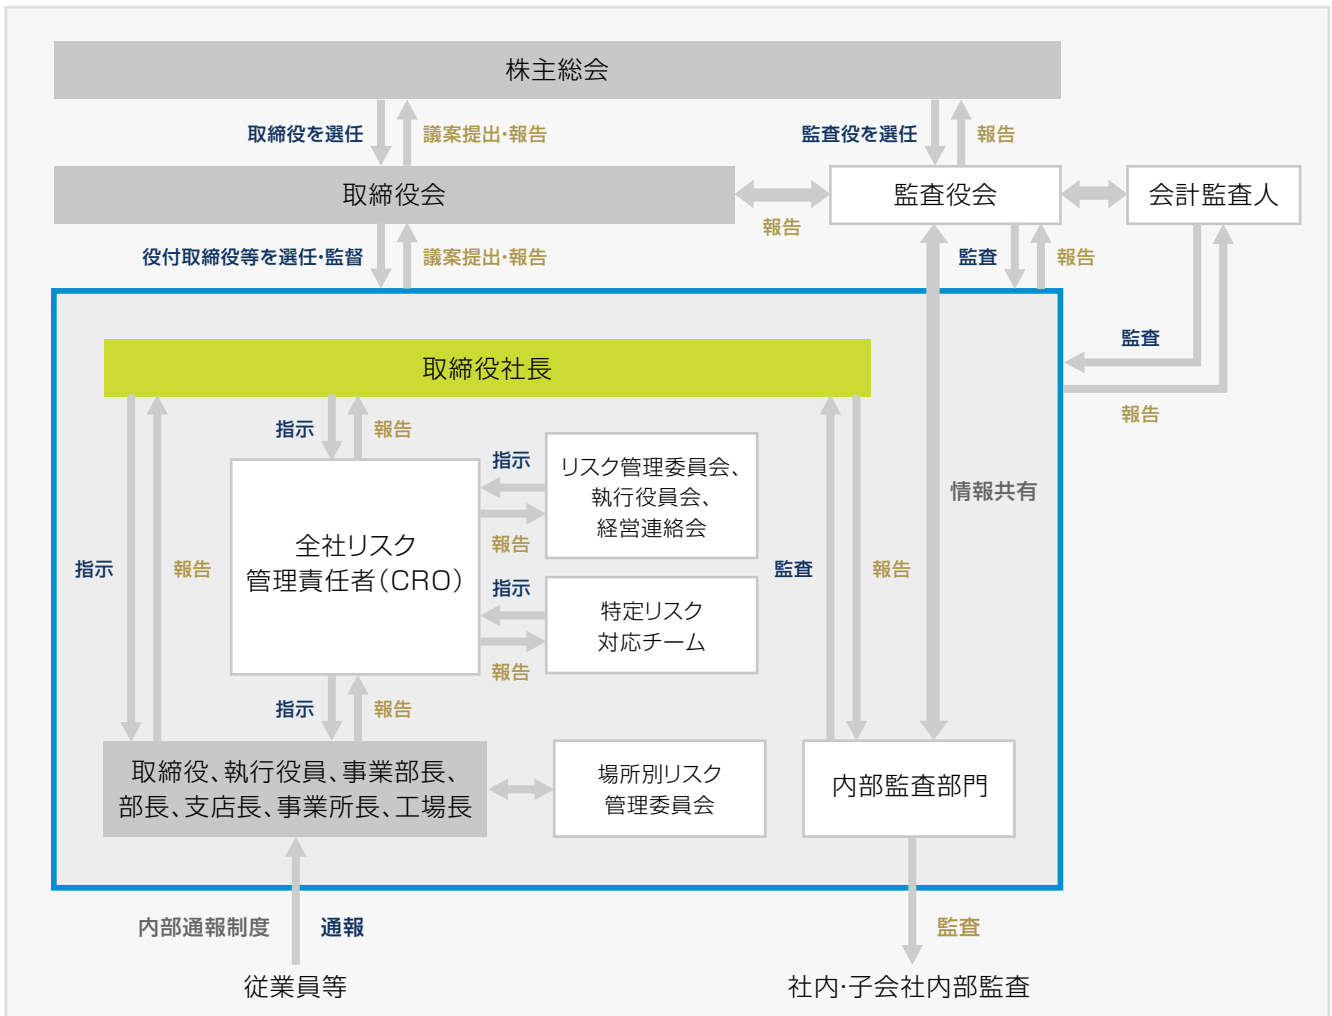 株主総会
取締役を選任
議案提出・報告
監査役を選任
報告
取締役会
報告
監査役会
会計監査人
役付取締役等を選任・監督
議案提出・報告
監査
報告
監査
報告
取締役社長
指示
報告
指示
報告
リスク管理委員会、
執行役員会、
経営連絡会
全社リスク
管理責任者(CRO)
指示
報告
特定リスク
対応チーム
指示
報告
監査
報告
情報共有
指示
報告
取締役、執行役員、事業部長、
部長、支店長、事業所長、工場長
場所別リスク
管理委員会
内部監査部門
内部通報制度
通報
監査
従業員等
社内・子会社内部監査